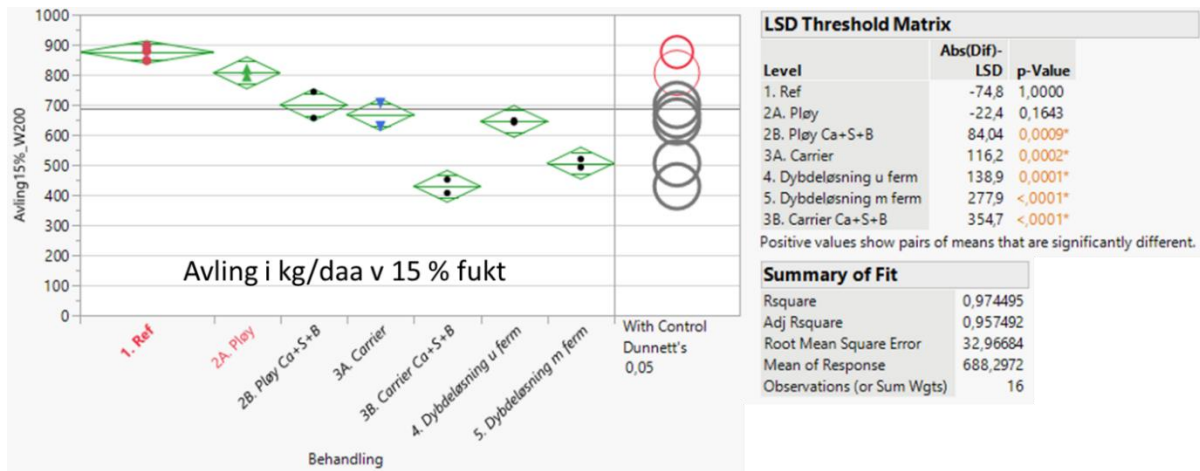 1000
900
800
700
600
500
400
300
200
100
0
Avling15%_W200
Avling i kg/daa v 15 % fukt
1. Ref
2A. Pløy
2B. Pløy Ca+S+B
3A. Carrier
3B. Carrier Ca+S+B
4. Dybdeløsning u ferm
5. Dybdeløsning m ferm
Behandling
With Control
Dunnett's
0,05
LSD Threshold Matrix
Abs(Dif)-
Level LSD p-Value
1. Ref -74,8 1,0000
2A. Pløy -22,4 0,1643
2B. Pløy Ca+S+B 84,04 0,0009*
3A. Carrier 116,2 0,0002*
4. Dybdeløsning u ferm 138,9 0,0001*
5. Dybdeløsning m ferm 277,9 <,0001*
3B. Carrier Ca+S+B 354,7 <,0001*
Positive values show pairs of means that are significantly different.
Summary of Fit
Rsquare 0,974495
Adj Rsquare 0,957492
Root Mean Square Error 32,96684
Mean of Response 688,2972
Observations (or Sum Wgts) 16